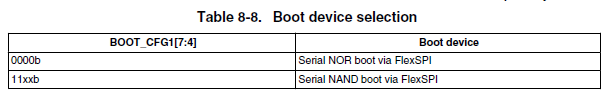 Table 8-8. Boot device selection
BOOT_CFG1[7:4] Boot device
0000b Serial NOR boot via FlexSPI
11xxb Serial NAND boot via FlexSPI